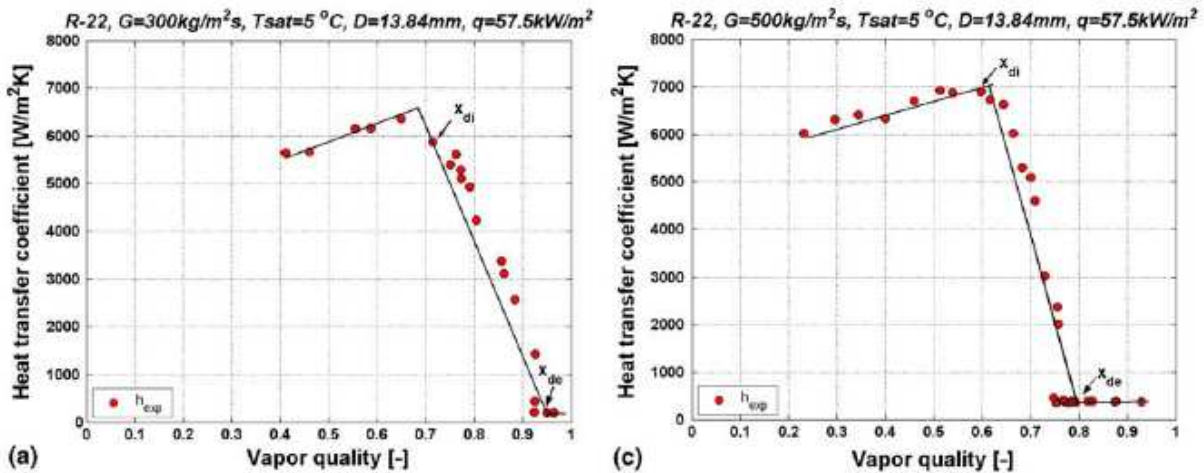 R-22, G=300kg/m²s, Tsat=5 °C, D=13.84mm, q=57.5kW/m²
Heat transfer coefficient [W/m²K]
8000
7000
6000
5000
4000
3000
2000
1000
0
x_di
x_de
h_exp
0 0.1 0.2 0.3 0.4 0.5 0.6 0.7 0.8 0.9 1
(a) Vapor quality [-]
R-22, G=500kg/m²s, Tsat=5 °C, D=13.84mm, q=57.5kW/m²
Heat transfer coefficient [W/m²K]
8000
7000
6000
5000
4000
3000
2000
1000
0
x_di
x_de
h_exp
0 0.1 0.2 0.3 0.4 0.5 0.6 0.7 0.8 0.9 1
(c) Vapor quality [-]